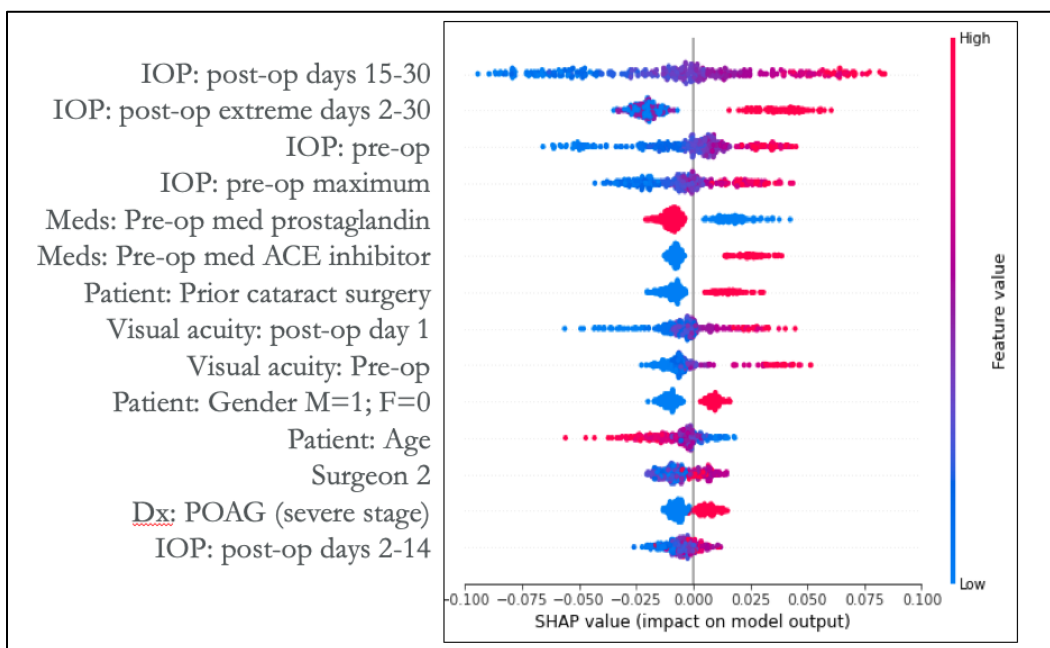 IOP: post-op days 15-30
IOP: post-op extreme days 2-30
IOP: pre-op
IOP: pre-op maximum
Meds: Pre-op med prostaglandin
Meds: Pre-op med ACE inhibitor
Patient: Prior cataract surgery
Visual acuity: post-op day 1
Visual acuity: Pre-op
Patient: Gender M=1; F=0
Patient: Age
Surgeon 2
Dx: POAG (severe stage)
IOP: post-op days 2-14
-0.100 -0.075 -0.050 -0.025 0.000 0.025 0.050 0.075 0.100
SHAP value (impact on model output)
High
Feature value
Low